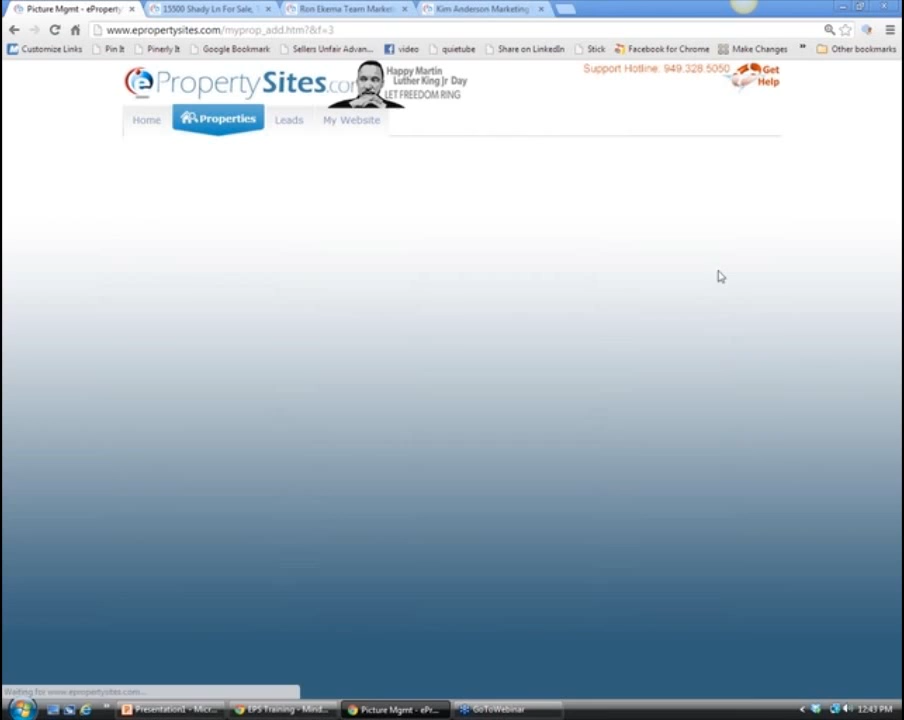 Picture Mgmt - eProperty
15500 Shady Ln For Sale,
Ron Ekema Team Market
Kim Anderson Marketing
www.epropertysites.com/myprop_add.htm?&f=3
Customize Links
Pin It
Pinerly It
Google Bookmark
Sellers Unfair Advan...
video
quietube
Share on LinkedIn
Stick
Facebook for Chrome
Make Changes
Other bookmarks
ePropertySites.com
Happy Martin
Luther King Jr Day
LET FREEDOM RING
Support Hotline: 949.328.5050
Get
Help
Home
Properties
Leads
My Website
Waiting for www.epropertysites.com...
Presentation1 - Micr...
EPS Training - Mind...
Picture Mgmt - ePr...
GoToWebinar
12:43 PM